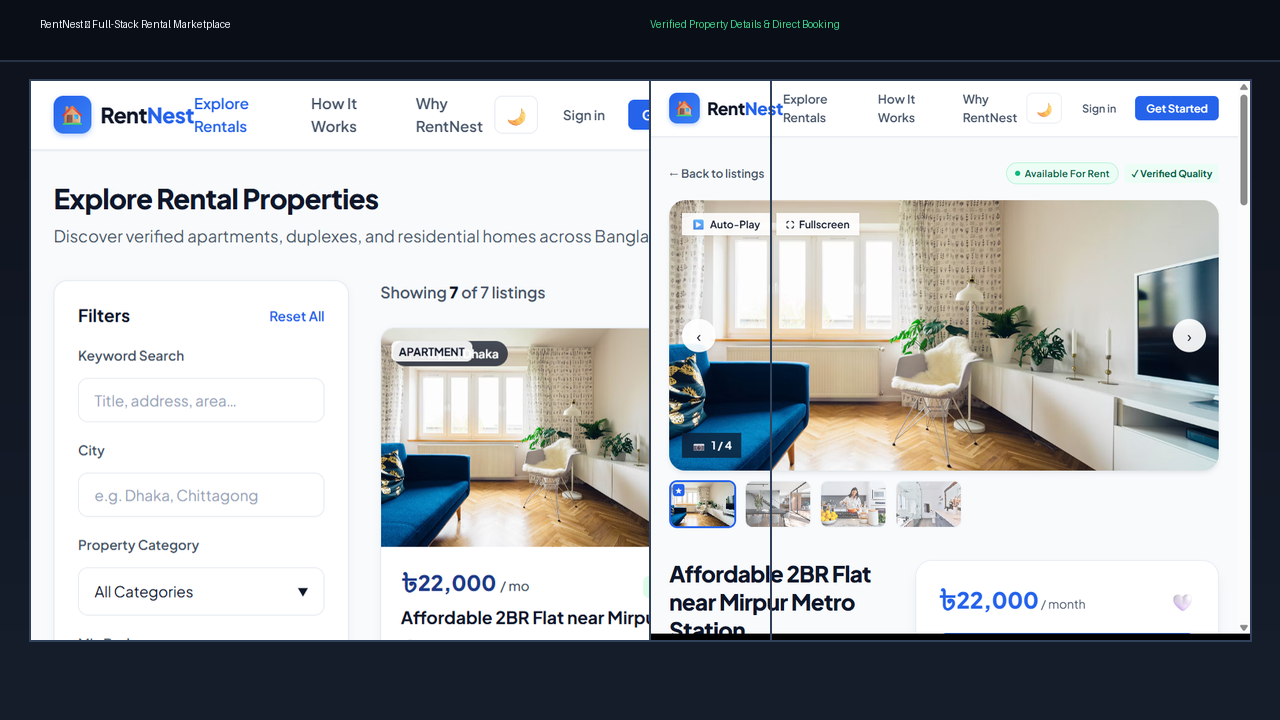 RentNest Full-Stack Rental Marketplace
Verified Property Details & Direct Booking
RentNest
Explore Rentals
How It Works
Why RentNest
Sign in
Explore Rental Properties
Discover verified apartments, duplexes, and residential homes across Bangla
Filters
Reset All
Keyword Search
Title, address, area...
City
e.g. Dhaka, Chittagong
Property Category
All Categories
Showing 7 of 7 listings
APARTMENT
haka
৳22,000 / mo
Affordable 2BR Flat near Mirpu
RentNest
Explore Rentals
How It Works
Why RentNest
Sign in
Get Started
← Back to listings
Available For Rent
✓ Verified Quality
Auto-Play
Fullscreen
1 / 4
Affordable 2BR Flat
near Mirpur Metro
Station
৳22,000 / month